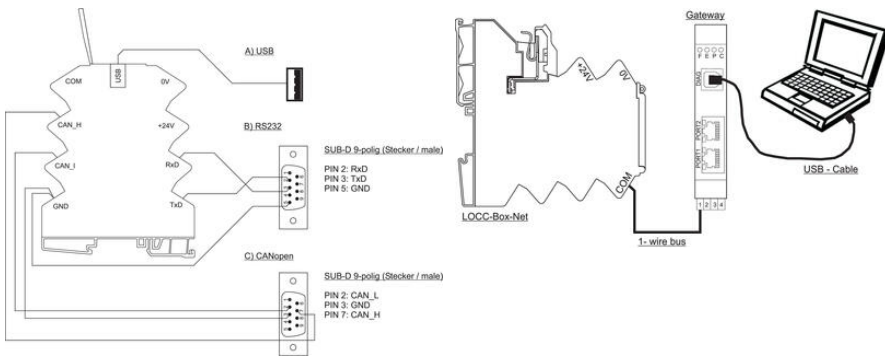 A) USB
USB
COM
0V
CAN_H
+24V
CAN_I
RxD
GND
TxD
B) RS232
SUB-D 9-polig (Stecker / male)
PIN 2: RxD
PIN 3: TxD
PIN 5: GND
C) CANopen
SUB-D 9-polig (Stecker / male)
PIN 2: CAN_L
PIN 3: GND
PIN 7: CAN_H
+24V
0V
COM
LOCC-Box-Net
1- wire bus
Gateway
F E P C
DIAG
PORT2
PORT1
1 2 3 4
USB - Cable